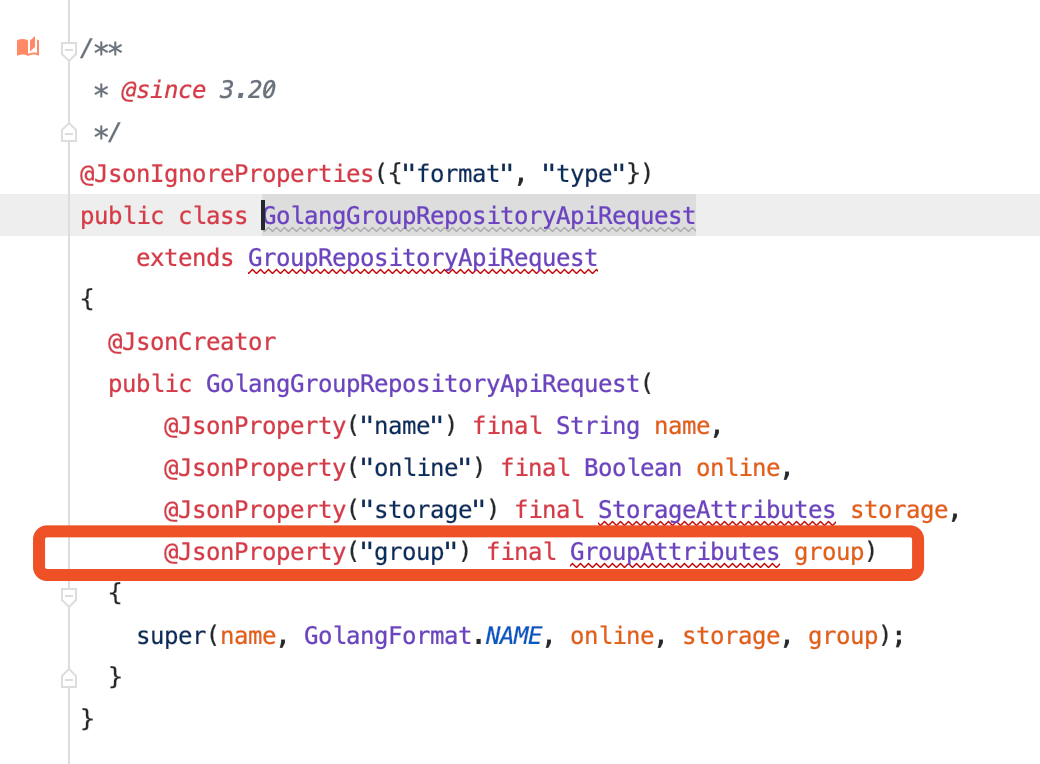 /**
 * @since 3.20
 */
@JsonIgnoreProperties({"format", "type"})
public class GolangGroupRepositoryApiRequest
    extends GroupRepositoryApiRequest
{
  @JsonCreator
  public GolangGroupRepositoryApiRequest(
      @JsonProperty("name") final String name,
      @JsonProperty("online") final Boolean online,
      @JsonProperty("storage") final StorageAttributes storage,
      @JsonProperty("group") final GroupAttributes group)
  {
    super(name, GolangFormat.NAME, online, storage, group);
  }
}